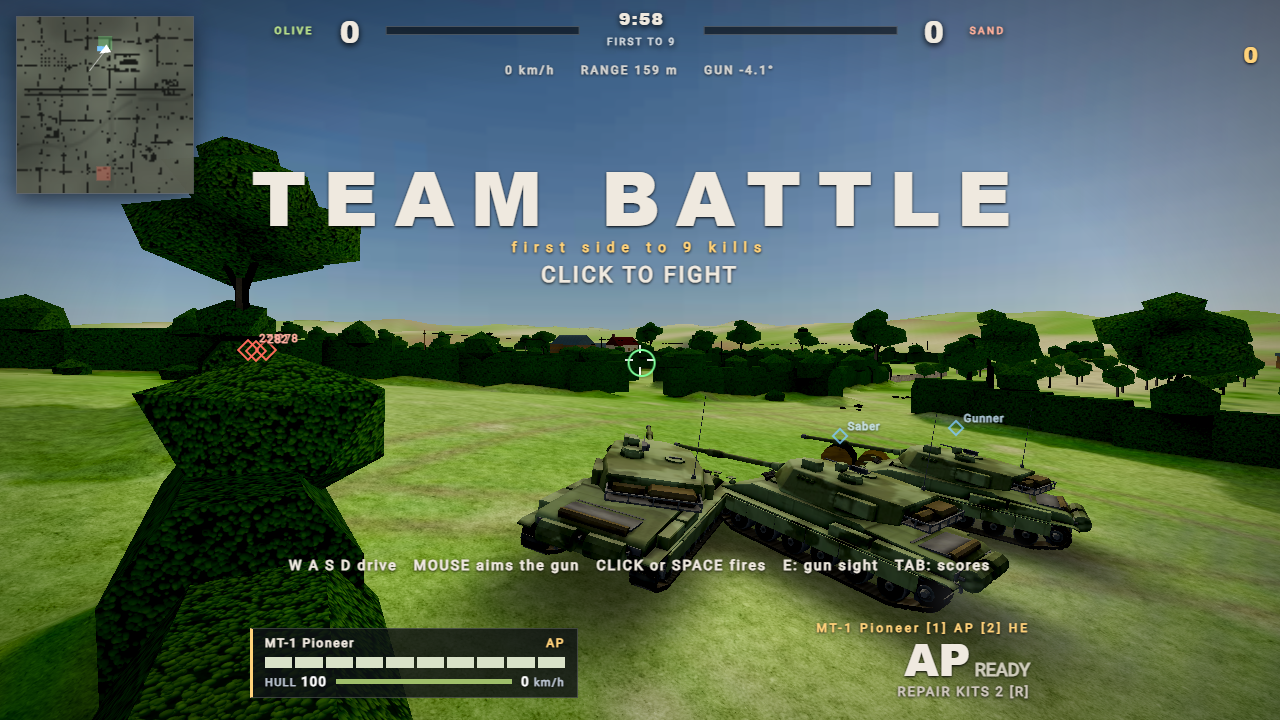 OLIVE 0 9:58 0 SAND
FIRST TO 9
0
0 km/h RANGE 159 m GUN -4.1°
TEAM BATTLE
first side to 9 kills
CLICK TO FIGHT
Saber
Gunner
W A S D drive MOUSE aims the gun CLICK or SPACE fires E: gun sight TAB: scores
MT-1 Pioneer AP
HULL 100 0 km/h
MT-1 Pioneer [1] AP [2] HE
AP READY
REPAIR KITS 2 [R]